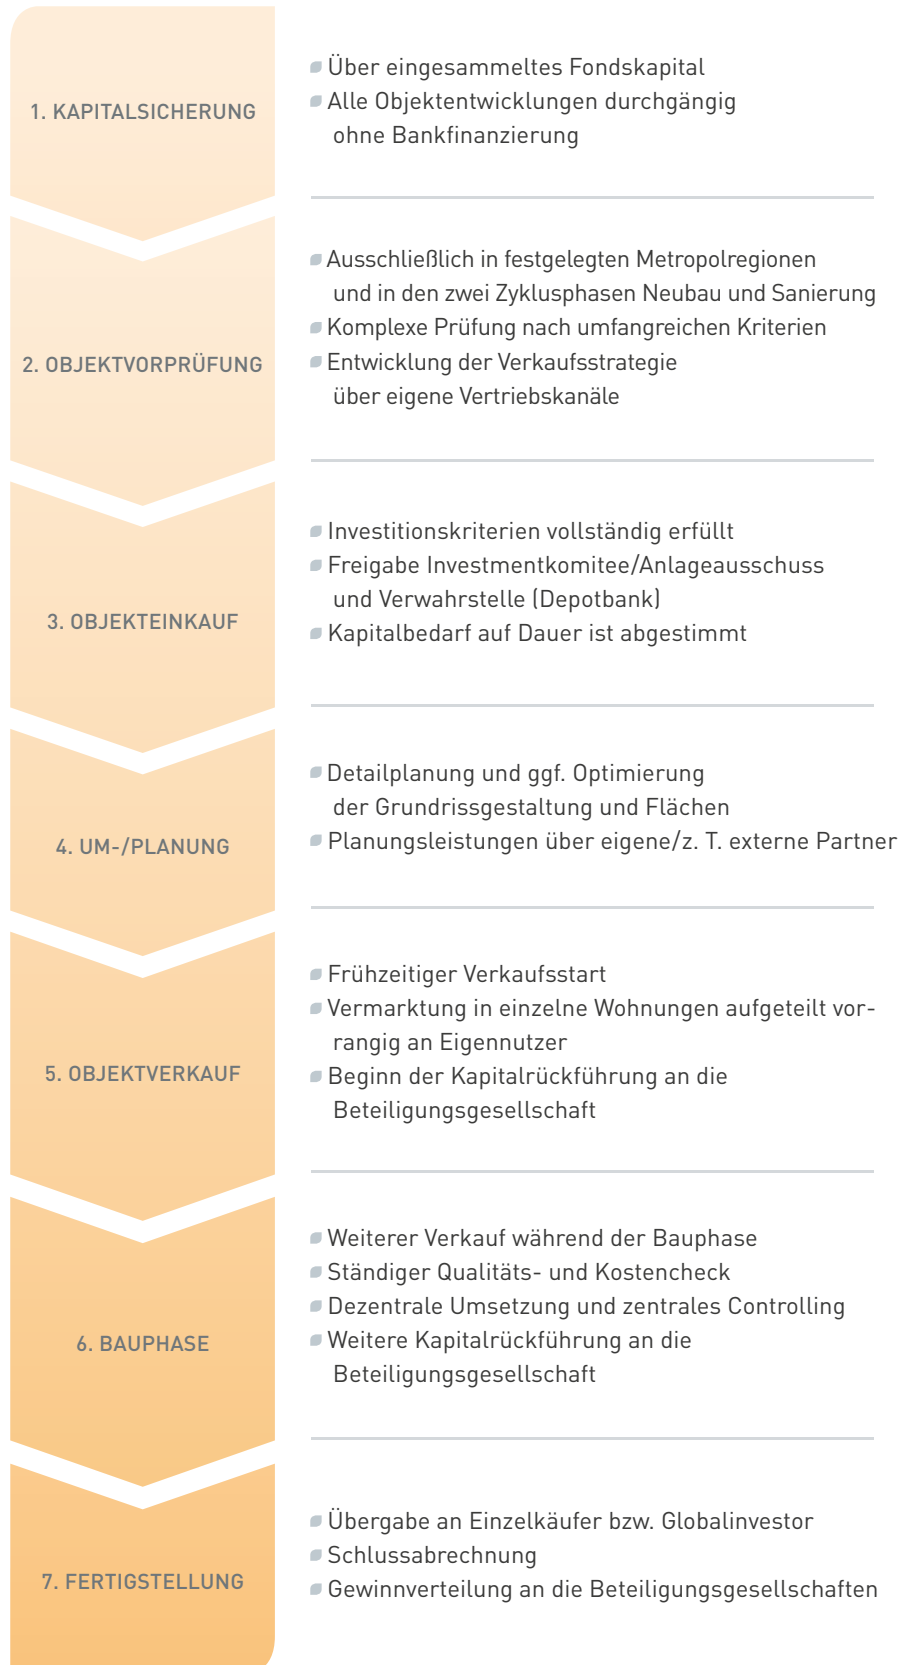 1. KAPITALSICHERUNG
Über eingesammeltes Fondskapital
Alle Objektentwicklungen durchgängig
ohne Bankfinanzierung
2. OBJEKTVORPRÜFUNG
Ausschließlich in festgelegten Metropolregionen
und in den zwei Zyklusphasen Neubau und Sanierung
Komplexe Prüfung nach umfangreichen Kriterien
Entwicklung der Verkaufsstrategie
über eigene Vertriebskanäle
3. OBJEKTEINKAUF
Investitionskriterien vollständig erfüllt
Freigabe Investmentkomitee/Anlageausschuss
und Verwahrstelle (Depotbank)
Kapitalbedarf auf Dauer ist abgestimmt
4. UM-/PLANUNG
Detailplanung und ggf. Optimierung
der Grundrissgestaltung und Flächen
Planungsleistungen über eigene/z. T. externe Partner
5. OBJEKTVERKAUF
Frühzeitiger Verkaufsstart
Vermarktung in einzelne Wohnungen aufgeteilt vor-
rangig an Eigennutzer
Beginn der Kapitalrückführung an die
Beteiligungsgesellschaft
6. BAUPHASE
Weiterer Verkauf während der Bauphase
Ständiger Qualitäts- und Kostencheck
Dezentrale Umsetzung und zentrales Controlling
Weitere Kapitalrückführung an die
Beteiligungsgesellschaft
7. FERTIGSTELLUNG
Übergabe an Einzelkäufer bzw. Globalinvestor
Schlussabrechnung
Gewinnverteilung an die Beteiligungsgesellschaften